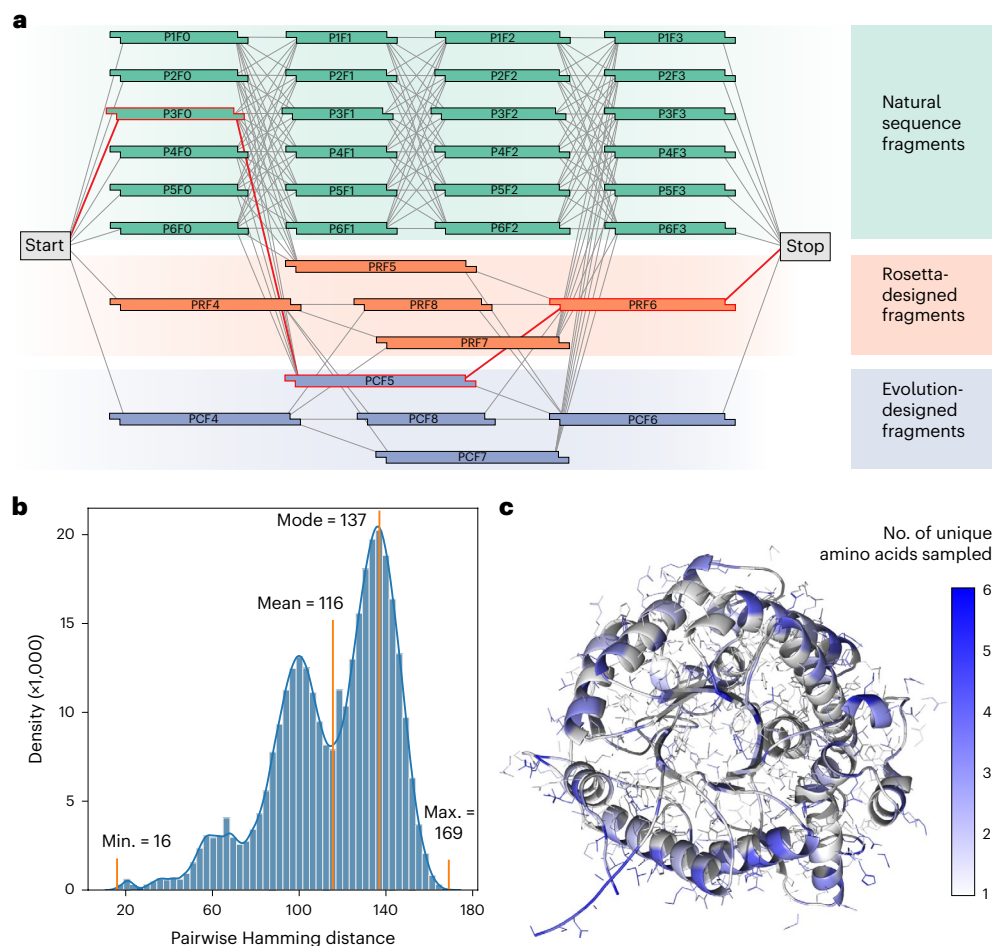 a
P1F0 P1F1 P1F2 P1F3
P2F0 P2F1 P2F2 P2F3
P3F0 P3F1 P3F2 P3F3
P4F0 P4F1 P4F2 P4F3
P5F0 P5F1 P5F2 P5F3
P6F0 P6F1 P6F2 P6F3
Start
Stop
PRF5
PRF4 PRF8 PRF6
PRF7
PCF5
PCF4 PCF8 PCF6
PCF7
Natural
sequence
fragments
Rosetta-
designed
fragments
Evolution-
designed
fragments
b
Density (×1,000)
20
15
10
5
0
Mode = 137
Mean = 116
Min. = 16
Max. =
169
20 60 100 140 180
Pairwise Hamming distance
c
No. of unique
amino acids sampled
6
5
4
3
2
1